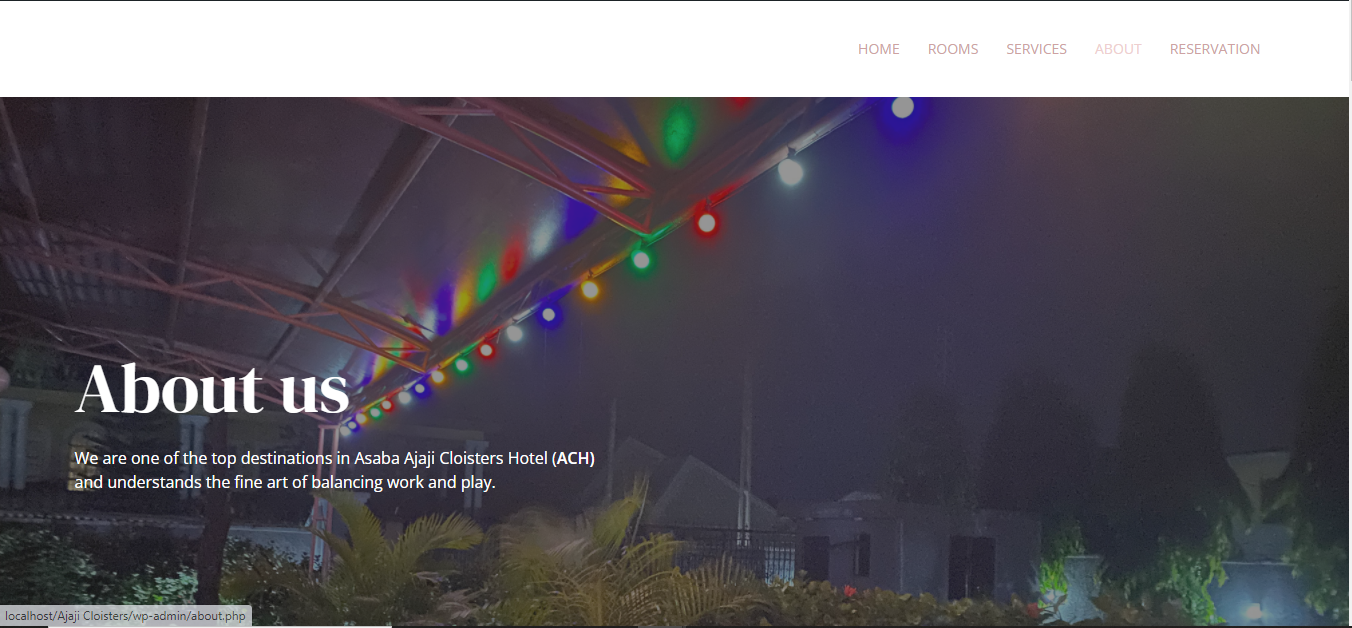 HOME ROOMS SERVICES ABOUT RESERVATION
About us
We are one of the top destinations in Asaba Ajaji Cloisters Hotel (ACH)
and understands the fine art of balancing work and play.
localhost/Ajaji Cloisters/wp-admin/about.php